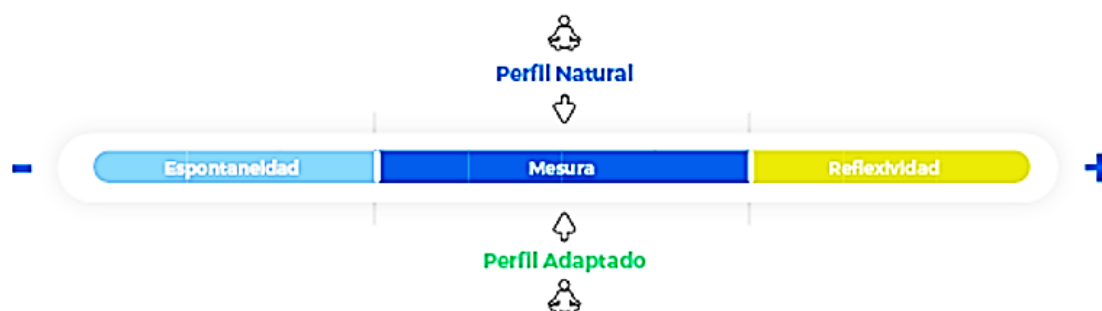 Perfil Natural
- Espontaneidad Mesura Reflexividad +
Perfil Adaptado